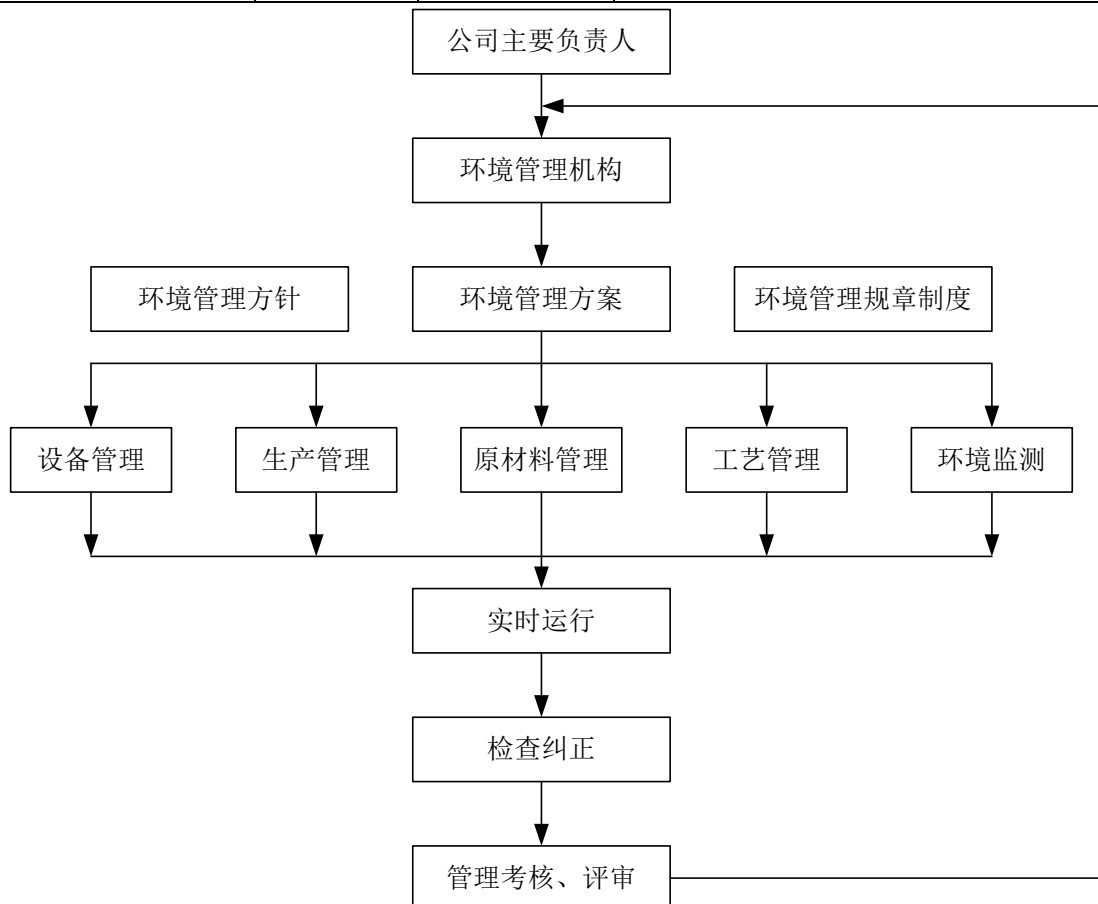 公司主要负责人
环境管理机构
环境管理方针
环境管理方案
环境管理规章制度
设备管理
生产管理
原材料管理
工艺管理
环境监测
实时运行
检查纠正
管理考核、评审